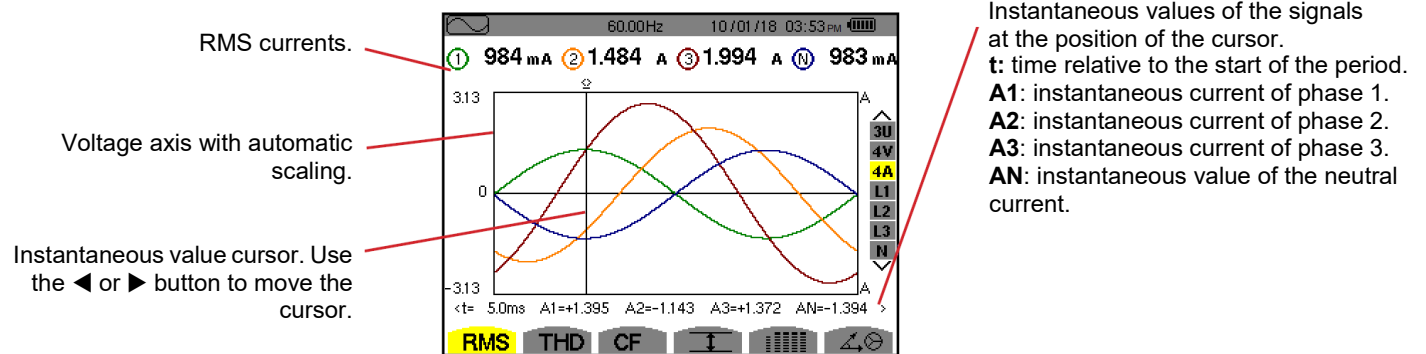 RMS currents.
Voltage axis with automatic
scaling.
Instantaneous value cursor. Use
the ◄ or ► button to move the
cursor.
60.00Hz 10/01/18 03:53PM
1 984 mA 2 1.484 A 3 1.994 A N 983 mA
3.13 A
0
-3.13 A
3U
4V
4A
L1
L2
L3
N
<t= 5.0ms A1=+1.395 A2=-1.143 A3=+1.372 AN=-1.394 >
RMS THD CF
Instantaneous values of the signals
at the position of the cursor.
t: time relative to the start of the period.
A1: instantaneous current of phase 1.
A2: instantaneous current of phase 2.
A3: instantaneous current of phase 3.
AN: instantaneous value of the neutral
current.